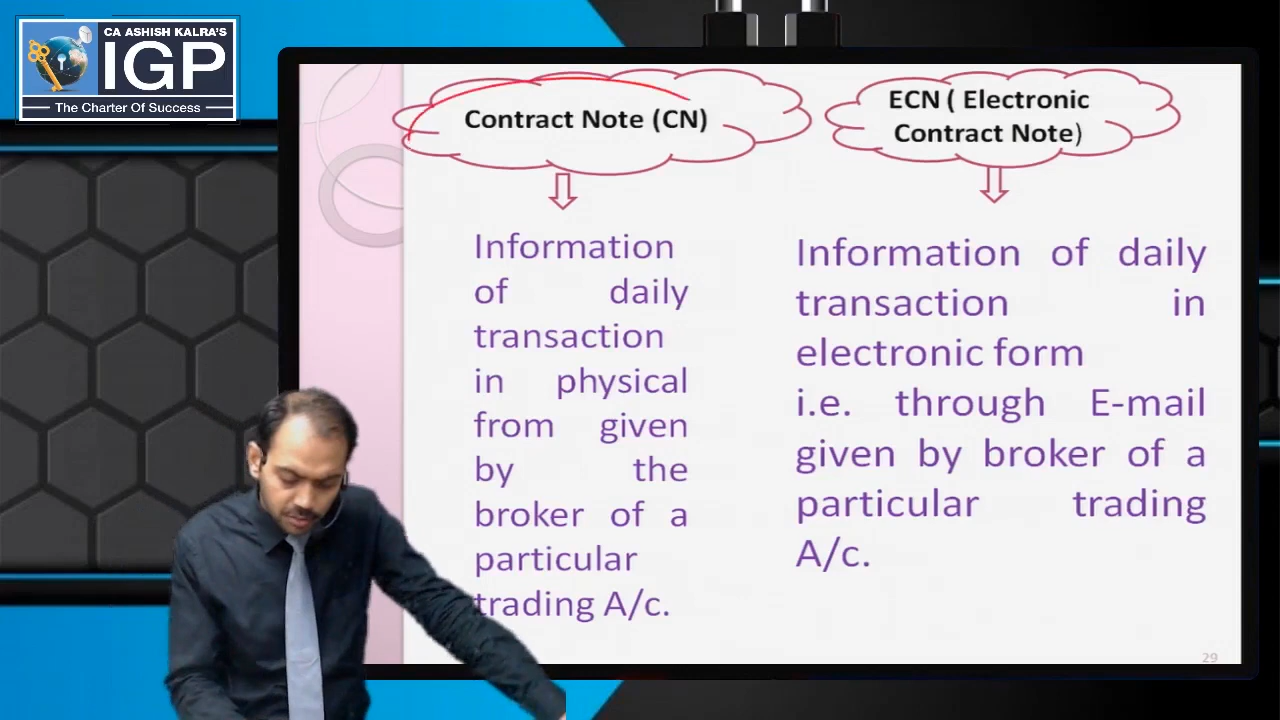 CA ASHISH KALRA'S
IGP
The Charter Of Success
Contract Note (CN)
Information
of daily
transaction
in physical
from given
by the
broker of a
particular
trading A/c.
ECN ( Electronic
Contract Note)
Information of daily
transaction in
electronic form
i.e. through E-mail
given by broker of a
particular trading
A/c.
29